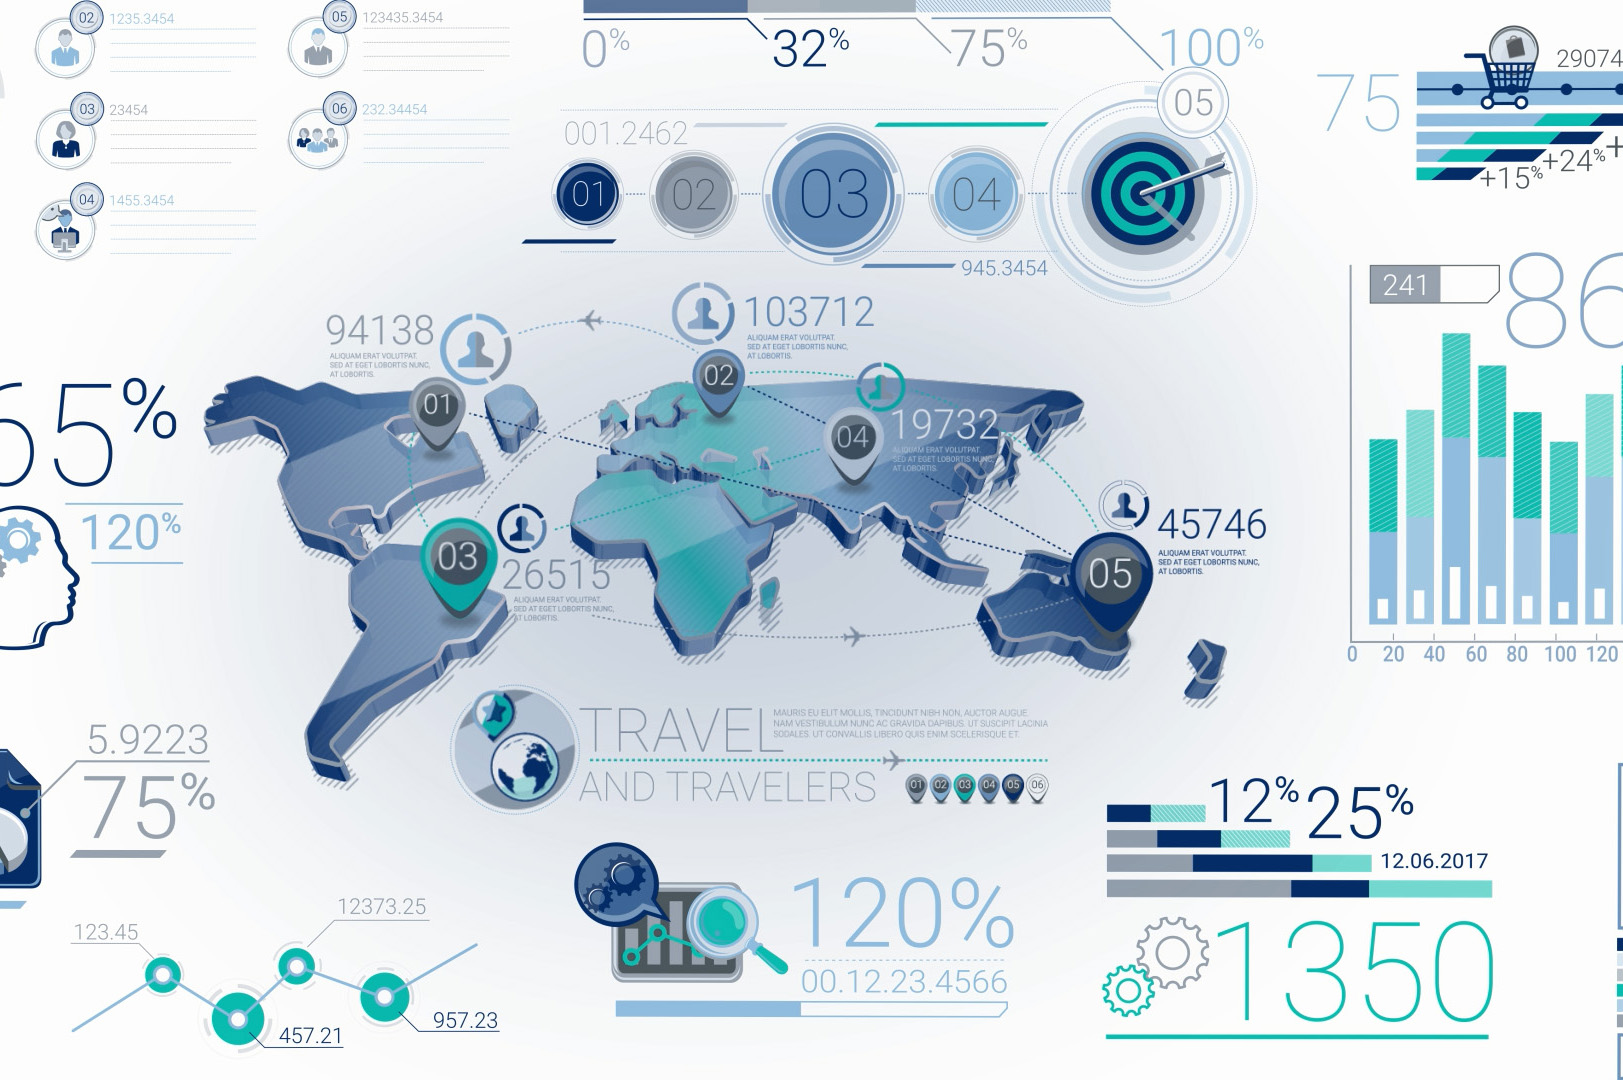 02
1235.3454
05
123435.3454
03
23454
06
232.34454
04
1455.3454
0%
32%
75%
100%
001.2462
01
02
03
04
05
945.3454
75
29074
+15%
+24%
+
241
86
94138
ALIQUAM ERAT VOLUTPAT.
SED AT EGET LOBORTIS NUNC,
AT LOBORTIS.
01
103712
ALIQUAM ERAT VOLUTPAT.
SED AT EGET LOBORTIS NUNC,
AT LOBORTIS.
02
19732
ALIQUAM ERAT VOLUTPAT.
SED AT EGET LOBORTIS NUNC,
AT LOBORTIS.
04
65%
120%
03
26515
ALIQUAM ERAT VOLUTPAT.
SED AT EGET LOBORTIS NUNC,
AT LOBORTIS.
45746
ALIQUAM ERAT VOLUTPAT.
SED AT EGET LOBORTIS NUNC,
AT LOBORTIS.
05
0 20 40 60 80 100 120
TRAVEL
MAURIS EU ELIT MOLLIS, TINCIDUNT NIBH NON, AUCTOR AUGUE.
NAM VESTIBULUM NUNC AC GRAVIDA DAPIBUS. UT SUSCIPIT LACINIA
SODALES. UT CONVALLIS LIBERO QUIS ENIM SCELERISQUE ET.
AND TRAVELERS
01 02 03 04 05 06
5.9223
75%
12%
25%
12.06.2017
1350
120%
00.12.23.4566
123.45
12373.25
457.21
957.23